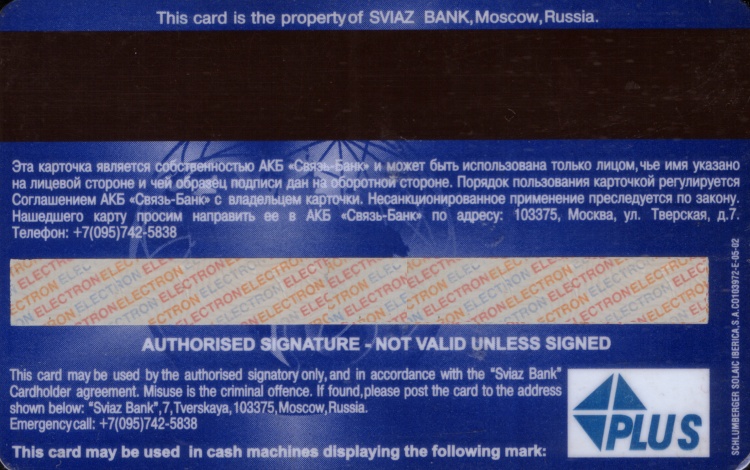 This card is the property of SVIAZ BANK, Moscow, Russia.
Эта карточка является собственностью АКБ «Связь-Банк» и может быть использована только лицом, чье имя указано
на лицевой стороне и чей образец подписи дан на оборотной стороне. Порядок пользования карточкой регулируется
Соглашением АКБ «Связь-Банк» с владельцем карточки. Несанкционированное применение преследуется по закону.
Нашедшего карту просим направить ее в АКБ «Связь-Банк» по адресу: 103375, Москва, ул. Тверская, д.7.
Телефон: +7(095)742-5838
ELECTRON ELECTRON ELECTRON ELECTRON ELECTRON ELECTRON
AUTHORISED SIGNATURE - NOT VALID UNLESS SIGNED
This card may be used by the authorised signatory only, and in accordance with the "Sviaz Bank"
Cardholder agreement. Misuse is the criminal offence. If found, please post the card to the address
shown below: "Sviaz Bank", 7, Tverskaya, 103375, Moscow, Russia.
Emergency call: +7(095)742-5838
This card may be used in cash machines displaying the following mark:
PLUS
SCHLUMBERGER SOLAIC IBERICA, S.A. CO103972-E-05-02